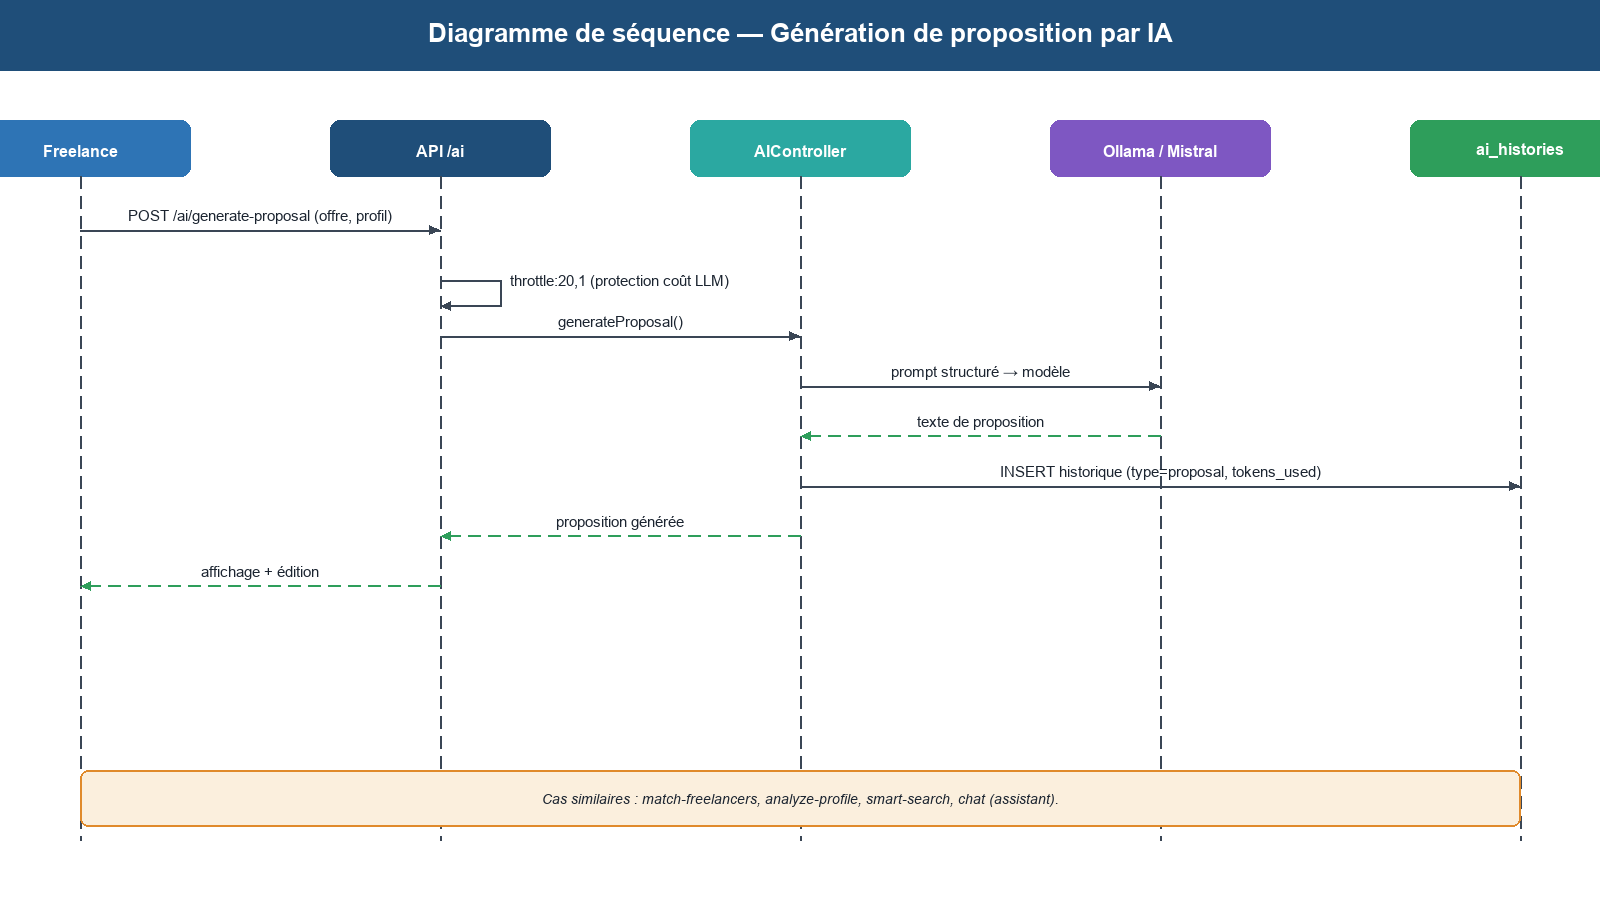 Diagramme de séquence — Génération de proposition par IA
Freelance
API /ai
AIController
Ollama / Mistral
ai_histories
POST /ai/generate-proposal (offre, profil)
throttle:20,1 (protection coût LLM)
generateProposal()
prompt structuré → modèle
texte de proposition
INSERT historique (type=proposal, tokens_used)
proposition générée
affichage + édition
Cas similaires : match-freelancers, analyze-profile, smart-search, chat (assistant).